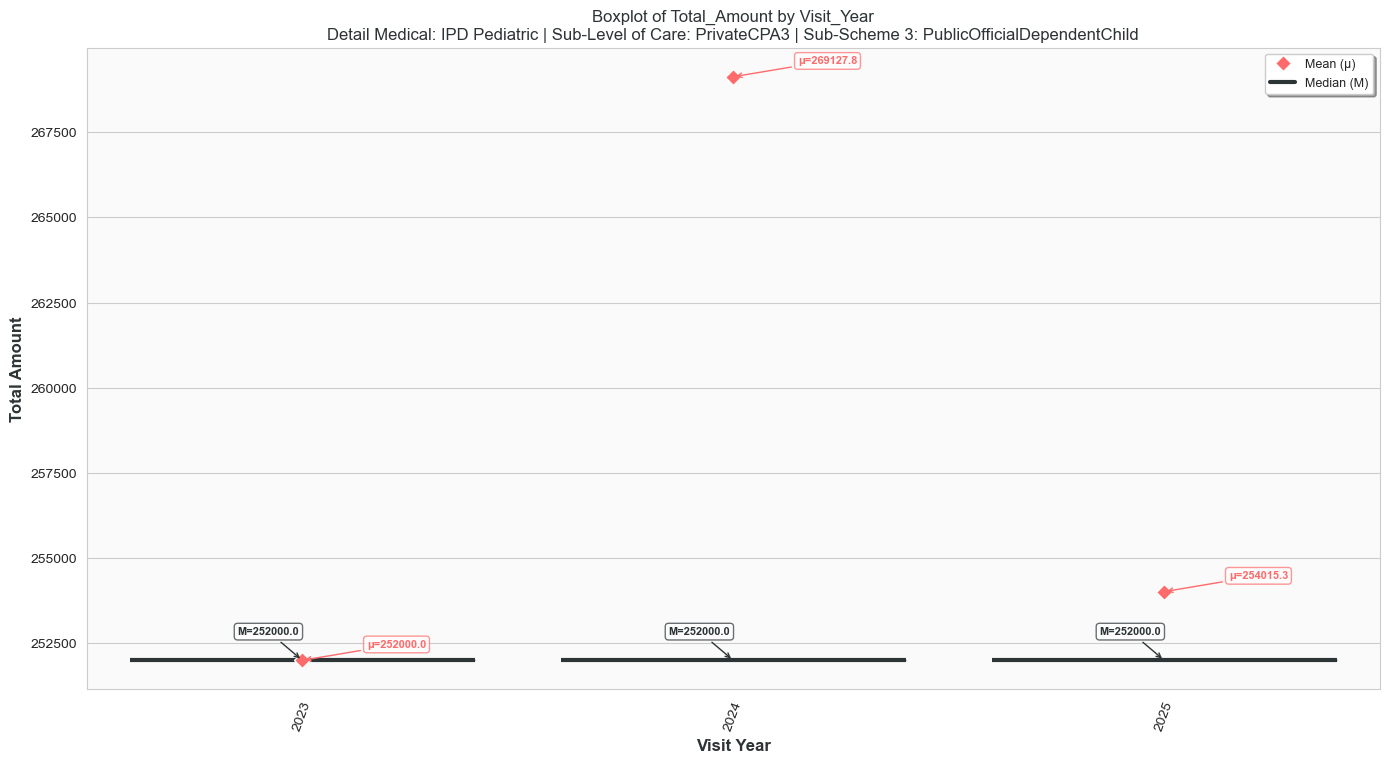 Boxplot of Total_Amount by Visit_Year
Detail Medical: IPD Pediatric | Sub-Level of Care: PrivateCPA3 | Sub-Scheme 3: PublicOfficialDependentChild
μ=269127.8
Mean (μ)
Median (M)
267500
265000
262500
260000
257500
255000
252500
Total Amount
μ=254015.3
M=252000.0
μ=252000.0
M=252000.0
M=252000.0
2023
2024
2025
Visit Year